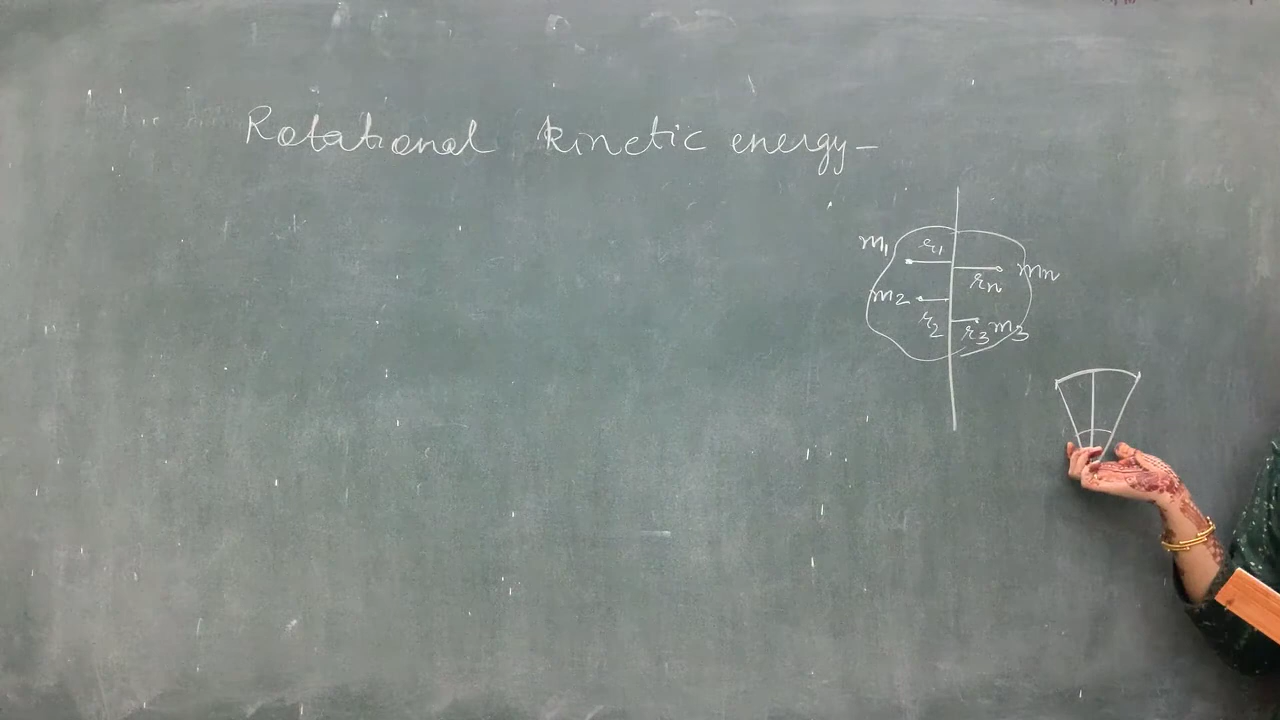 Rotational kinetic energy -
m1 r1
mn
rn
m2
r2 r3 m3